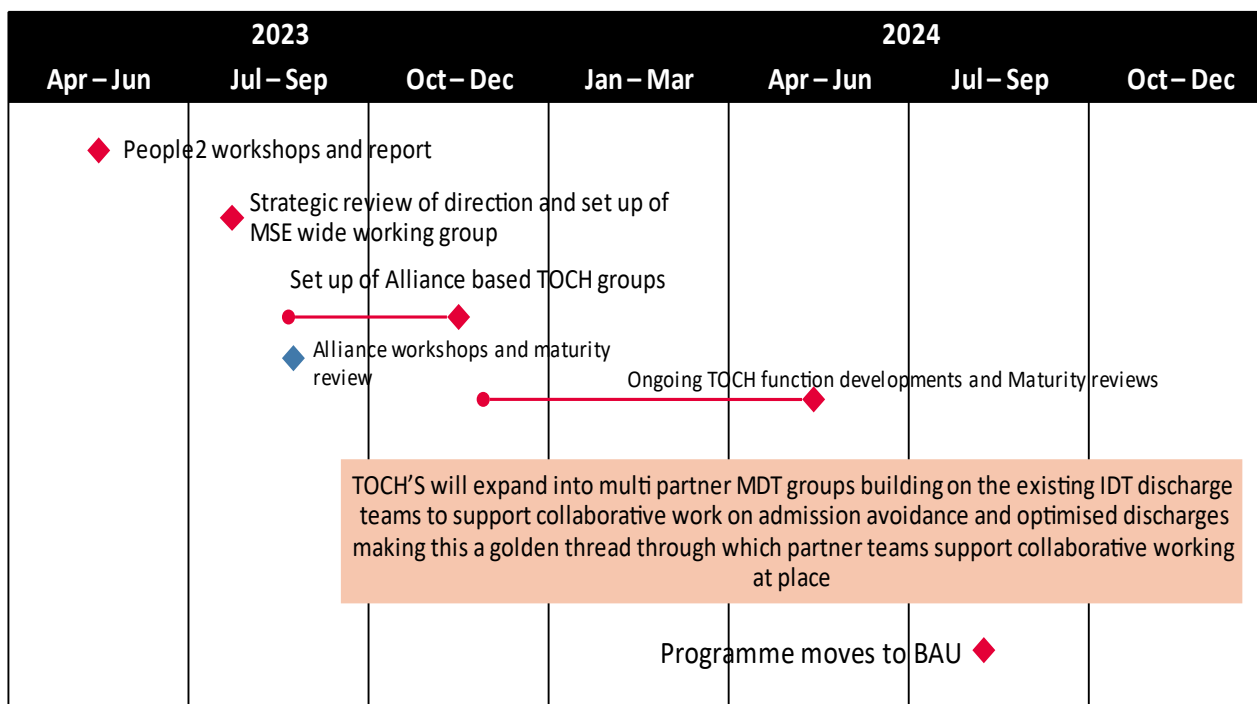 2023 2024
Apr – Jun Jul – Sep Oct – Dec Jan – Mar Apr – Jun Jul – Sep Oct – Dec
People2 workshops and report
Strategic review of direction and set up of
MSE wide working group
Set up of Alliance based TOCH groups
Alliance workshops and maturity
review
Ongoing TOCH function developments and Maturity reviews
TOCH'S will expand into multi partner MDT groups building on the existing IDT discharge
teams to support collaborative work on admission avoidance and optimised discharges
making this a golden thread through which partner teams support collaborative working
at place
Programme moves to BAU